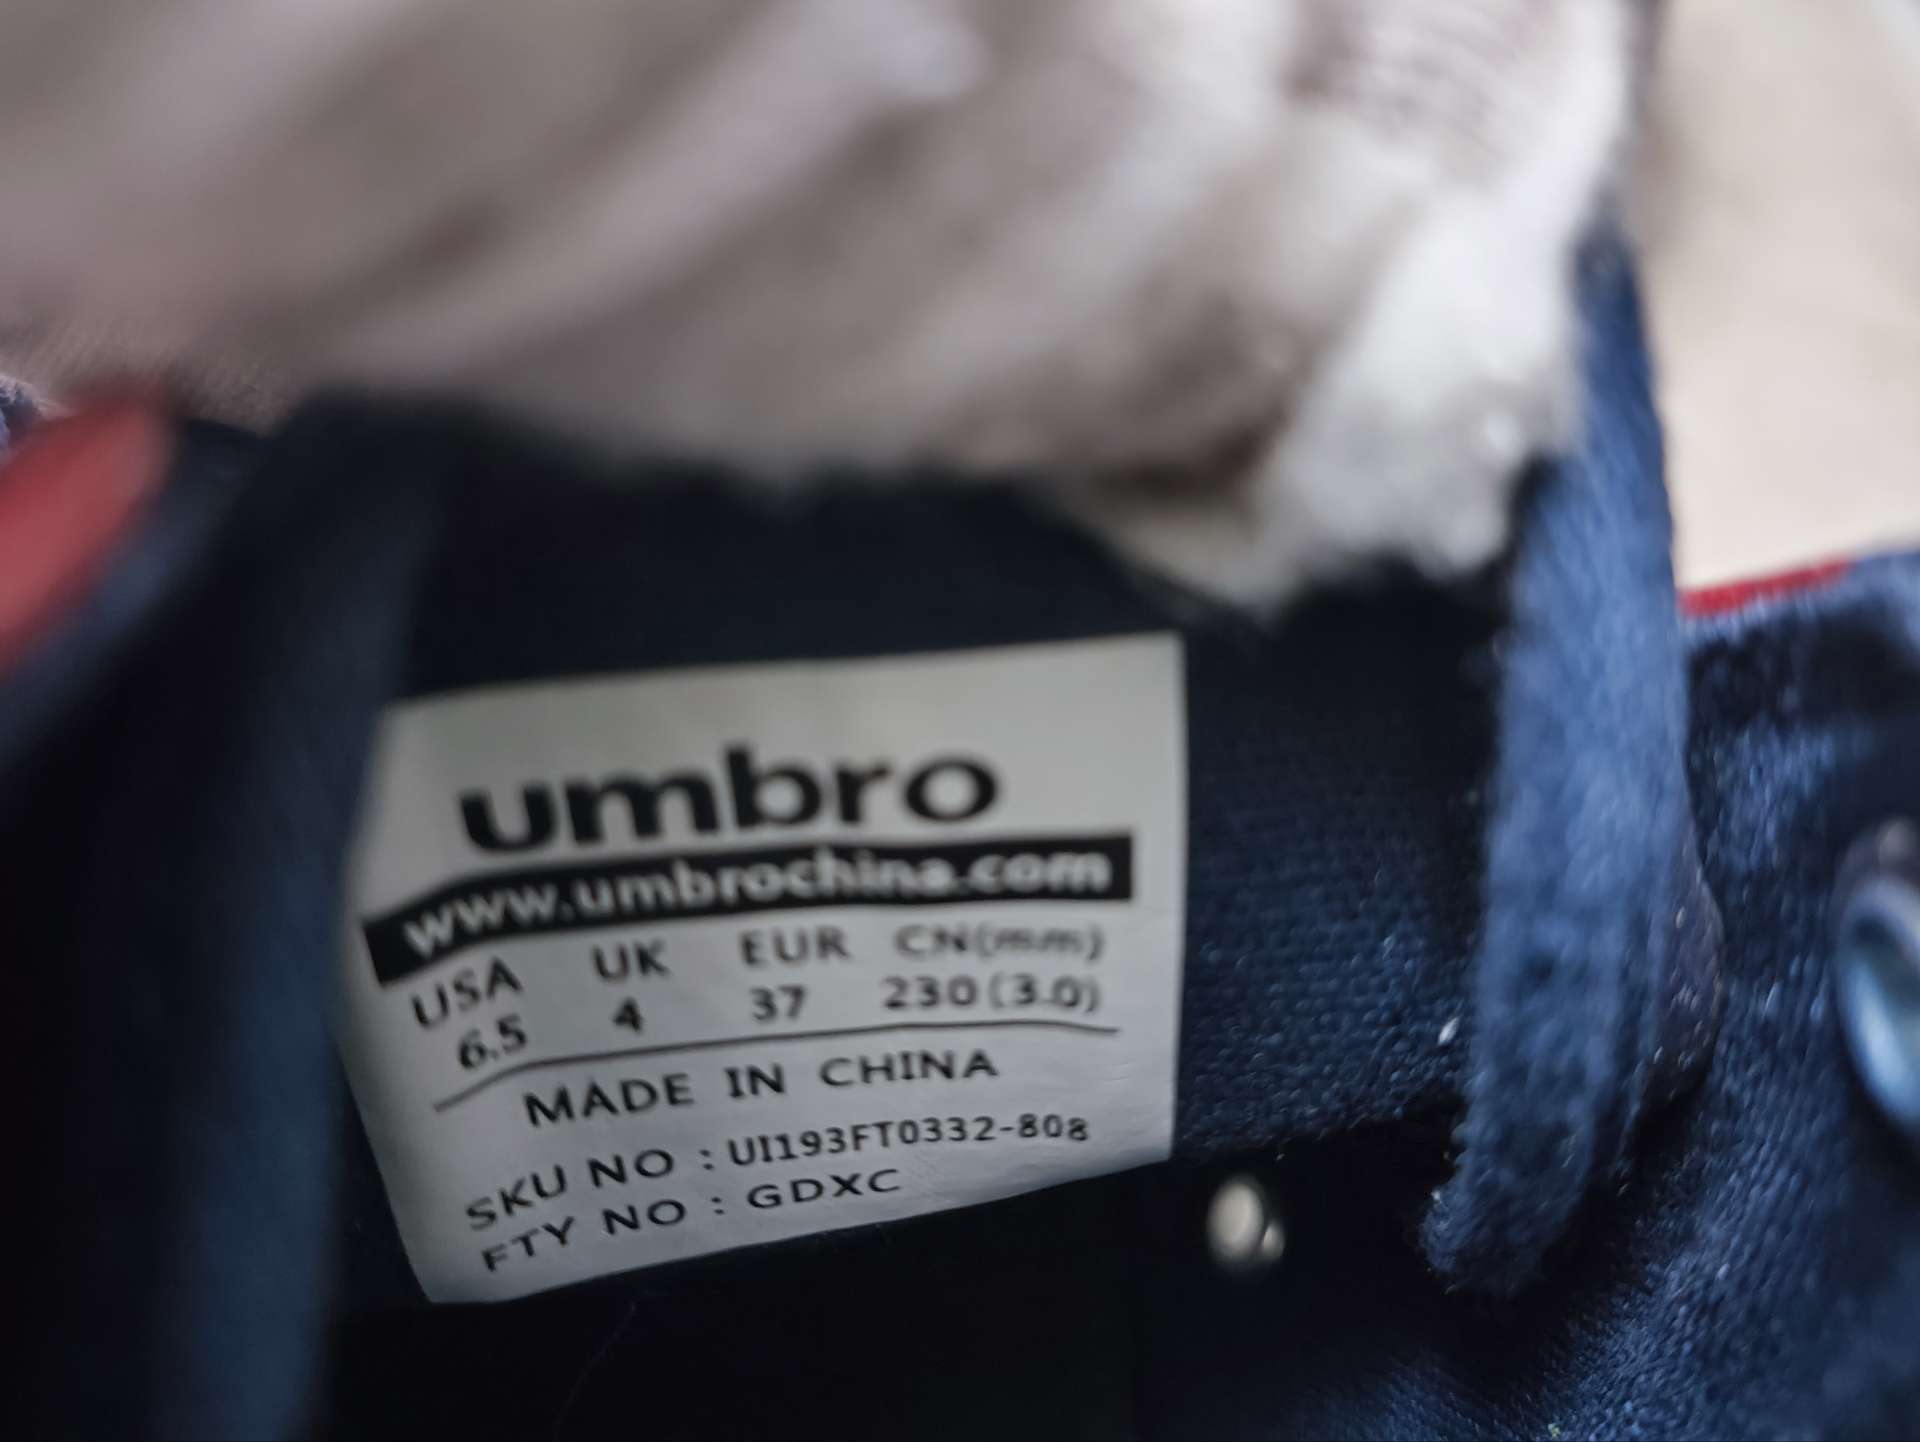 umbro
www.umbrochina.com
USA UK EUR CN(mm)
6.5 4 37 230(3.0)
MADE IN CHINA
SKU NO : UI193FT0332-808
FTY NO : GDXC